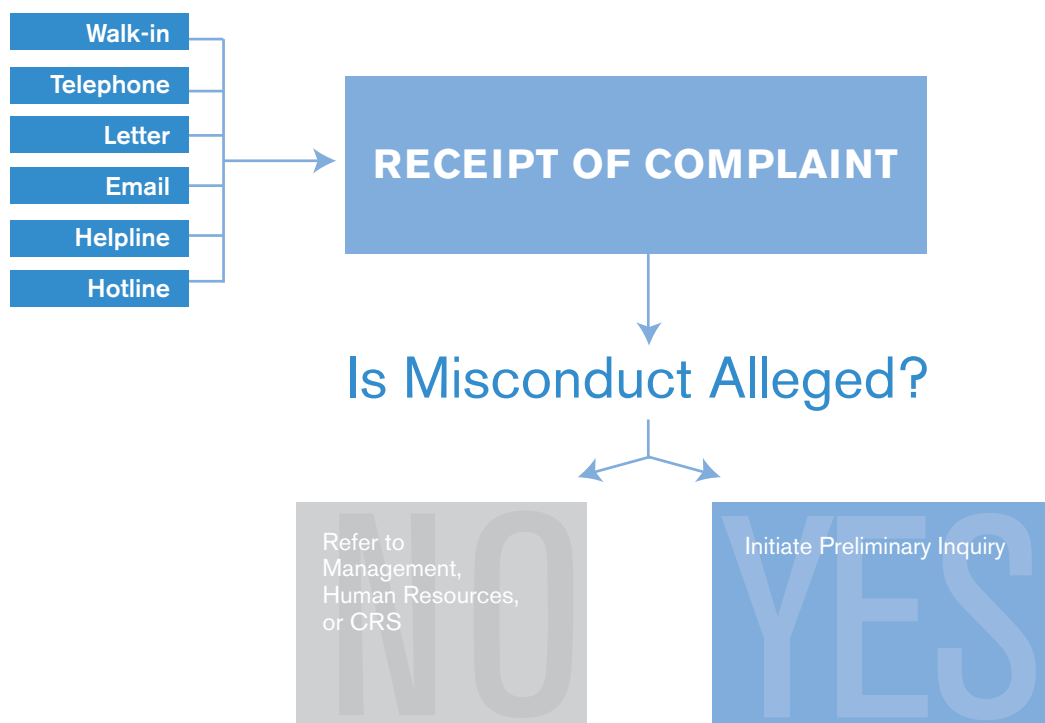 Walk-in
Telephone
Letter
Email
Helpline
Hotline
RECEIPT OF COMPLAINT
Is Misconduct Alleged?
NO
Refer to
Management,
Human Resources,
or CRS
YES
Initiate Preliminary Inquiry